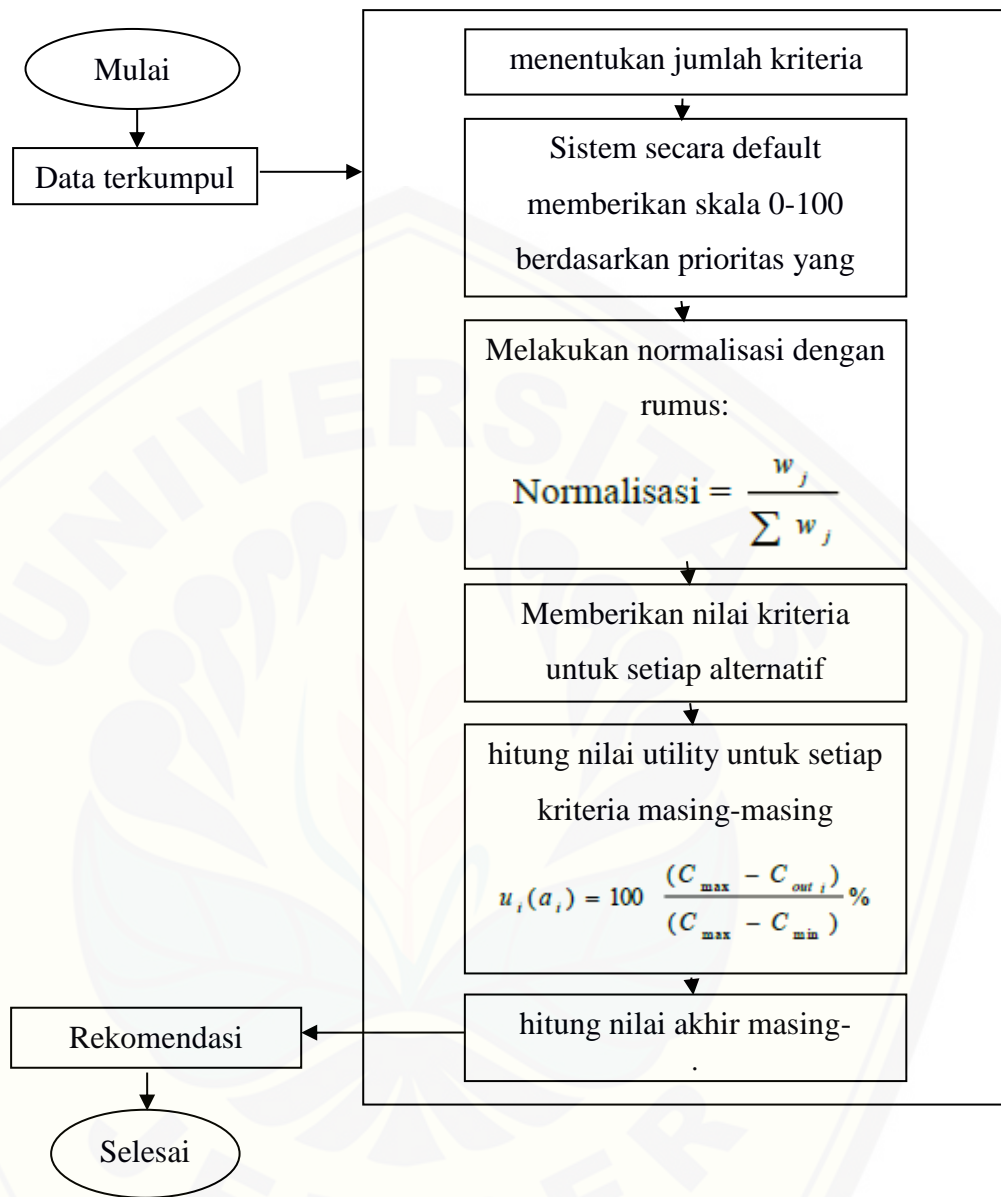 Mulai
Data terkumpul
menentukan jumlah kriteria
Sistem secara default
memberikan skala 0-100
berdasarkan prioritas yang
Melakukan normalisasi dengan
rumus:
Normalisasi = w_j / ∑ w_j
Memberikan nilai kriteria
untuk setiap alternatif
hitung nilai utility untuk setiap
kriteria masing-masing
u_i(a_i) = 100 (C_max − C_out i) / (C_max − C_min) %
hitung nilai akhir masing-
.
Rekomendasi
Selesai
UNIVERSITAS